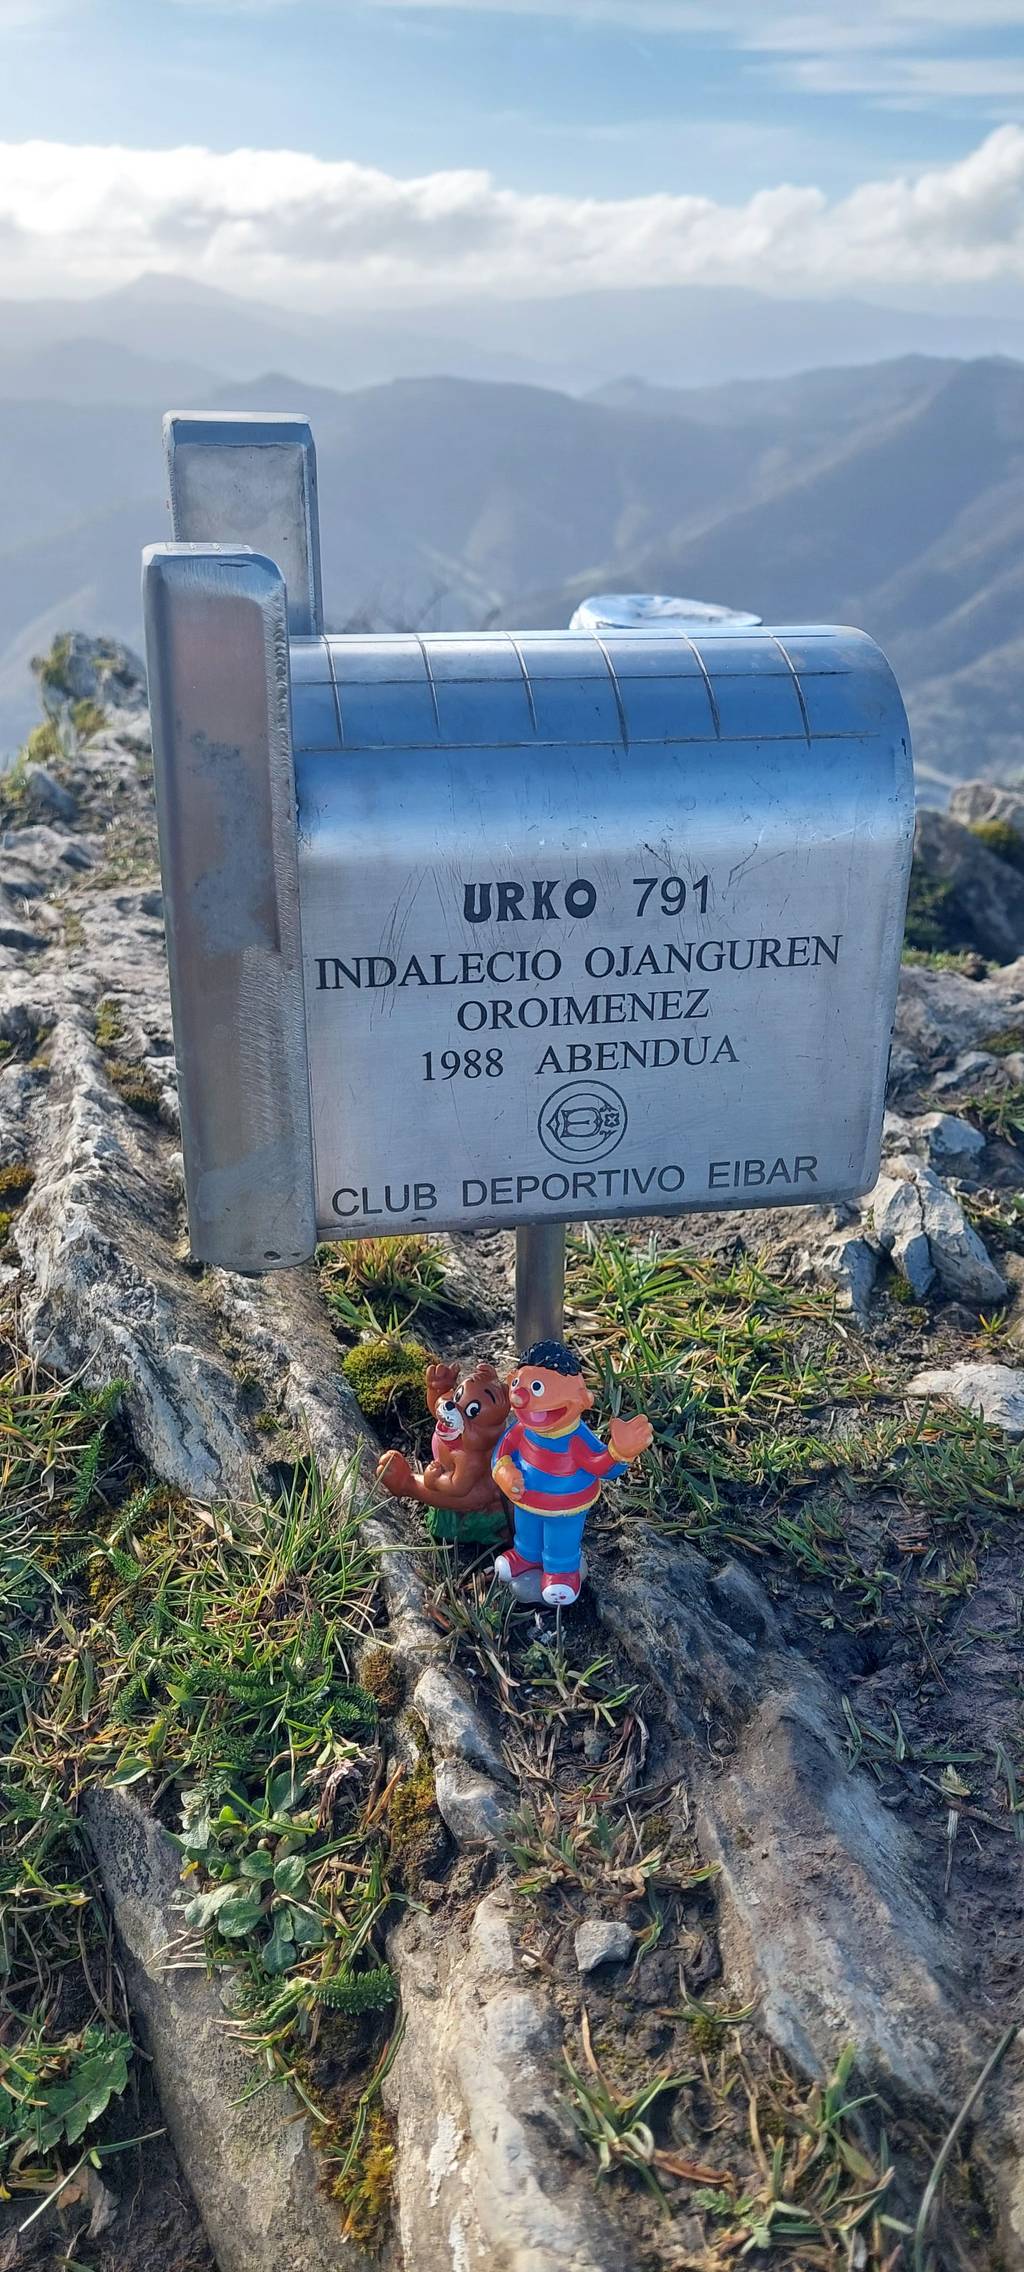 URKO 791
INDALECIO OJANGUREN
OROIMENEZ
1988 ABENDUA
CLUB DEPORTIVO EIBAR